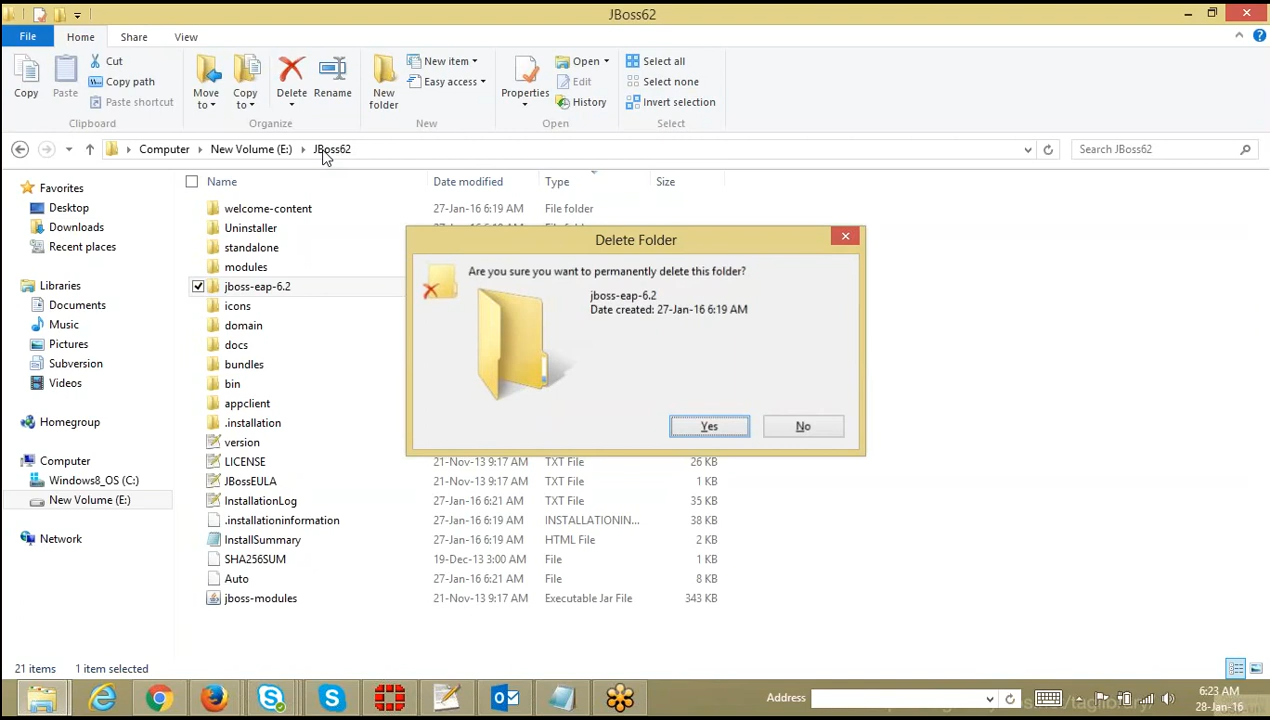 JBoss62
File Home Share View
Copy Paste Cut Copy path Paste shortcut Move to Copy to Delete Rename New folder New item Easy access Properties Open Edit History Select all Select none Invert selection
Clipboard Organize New Open Select
Computer New Volume (E:) JBoss62 Search JBoss62
Name Date modified Type Size
Favorites
Desktop
Downloads
Recent places
Libraries
Documents
Music
Pictures
Subversion
Videos
Homegroup
Computer
Windows8_OS (C:)
New Volume (E:)
Network
welcome-content 27-Jan-16 6:19 AM File folder
Uninstaller
standalone
modules
jboss-eap-6.2
icons
domain
docs
bundles
bin
appclient
.installation
version
LICENSE 21-Nov-13 9:17 AM TXT File 26 KB
JBossEULA 21-Nov-13 9:17 AM TXT File 1 KB
InstallationLog 27-Jan-16 6:21 AM TXT File 35 KB
.installationinformation 27-Jan-16 6:19 AM INSTALLATIONIN... 38 KB
InstallSummary 27-Jan-16 6:19 AM HTML File 2 KB
SHA256SUM 19-Dec-13 3:00 AM File 1 KB
Auto 27-Jan-16 6:21 AM File 8 KB
jboss-modules 21-Nov-13 9:17 AM Executable Jar File 343 KB
Delete Folder
Are you sure you want to permanently delete this folder?
jboss-eap-6.2
Date created: 27-Jan-16 6:19 AM
Yes No
21 items 1 item selected
Address
6:23 AM
28-Jan-16